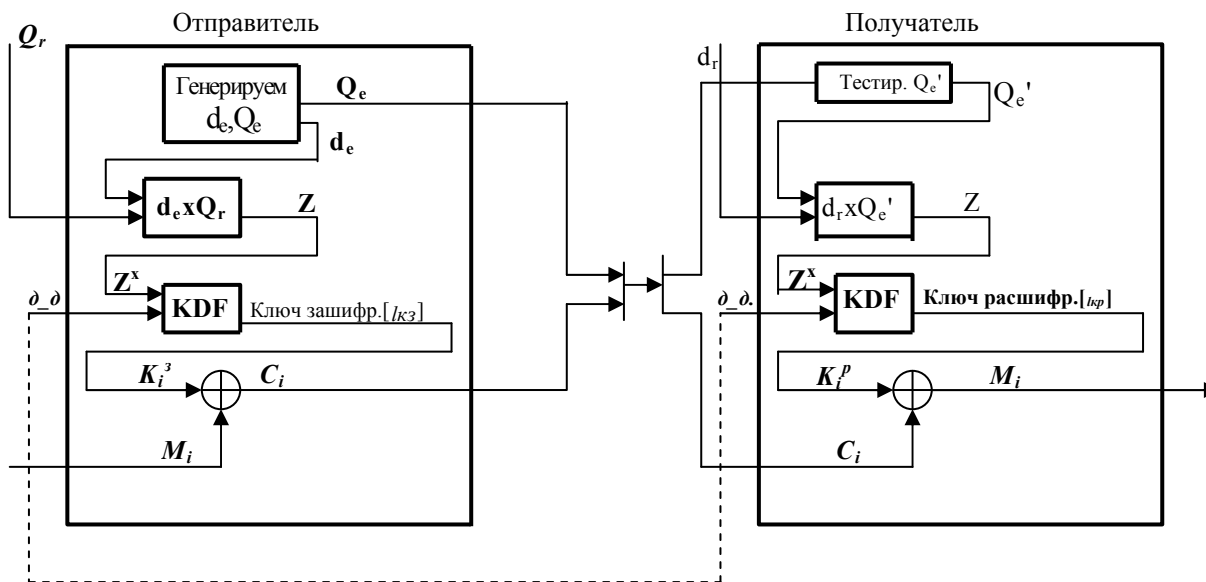 Отправитель
Получатель
Q_r
Генерируем
d_e,Q_e
Q_e
d_e
d_e x Q_r
Z
Z^x
∂_∂
KDF
Ключ зашифр.[l_кз]
K_i^з
C_i
M_i
d_r
Тестир. Q_e'
Q_e'
d_r x Q_e'
Z
Z^x
∂_∂.
KDF
Ключ расшифр.[l_кр]
K_i^р
M_i
C_i